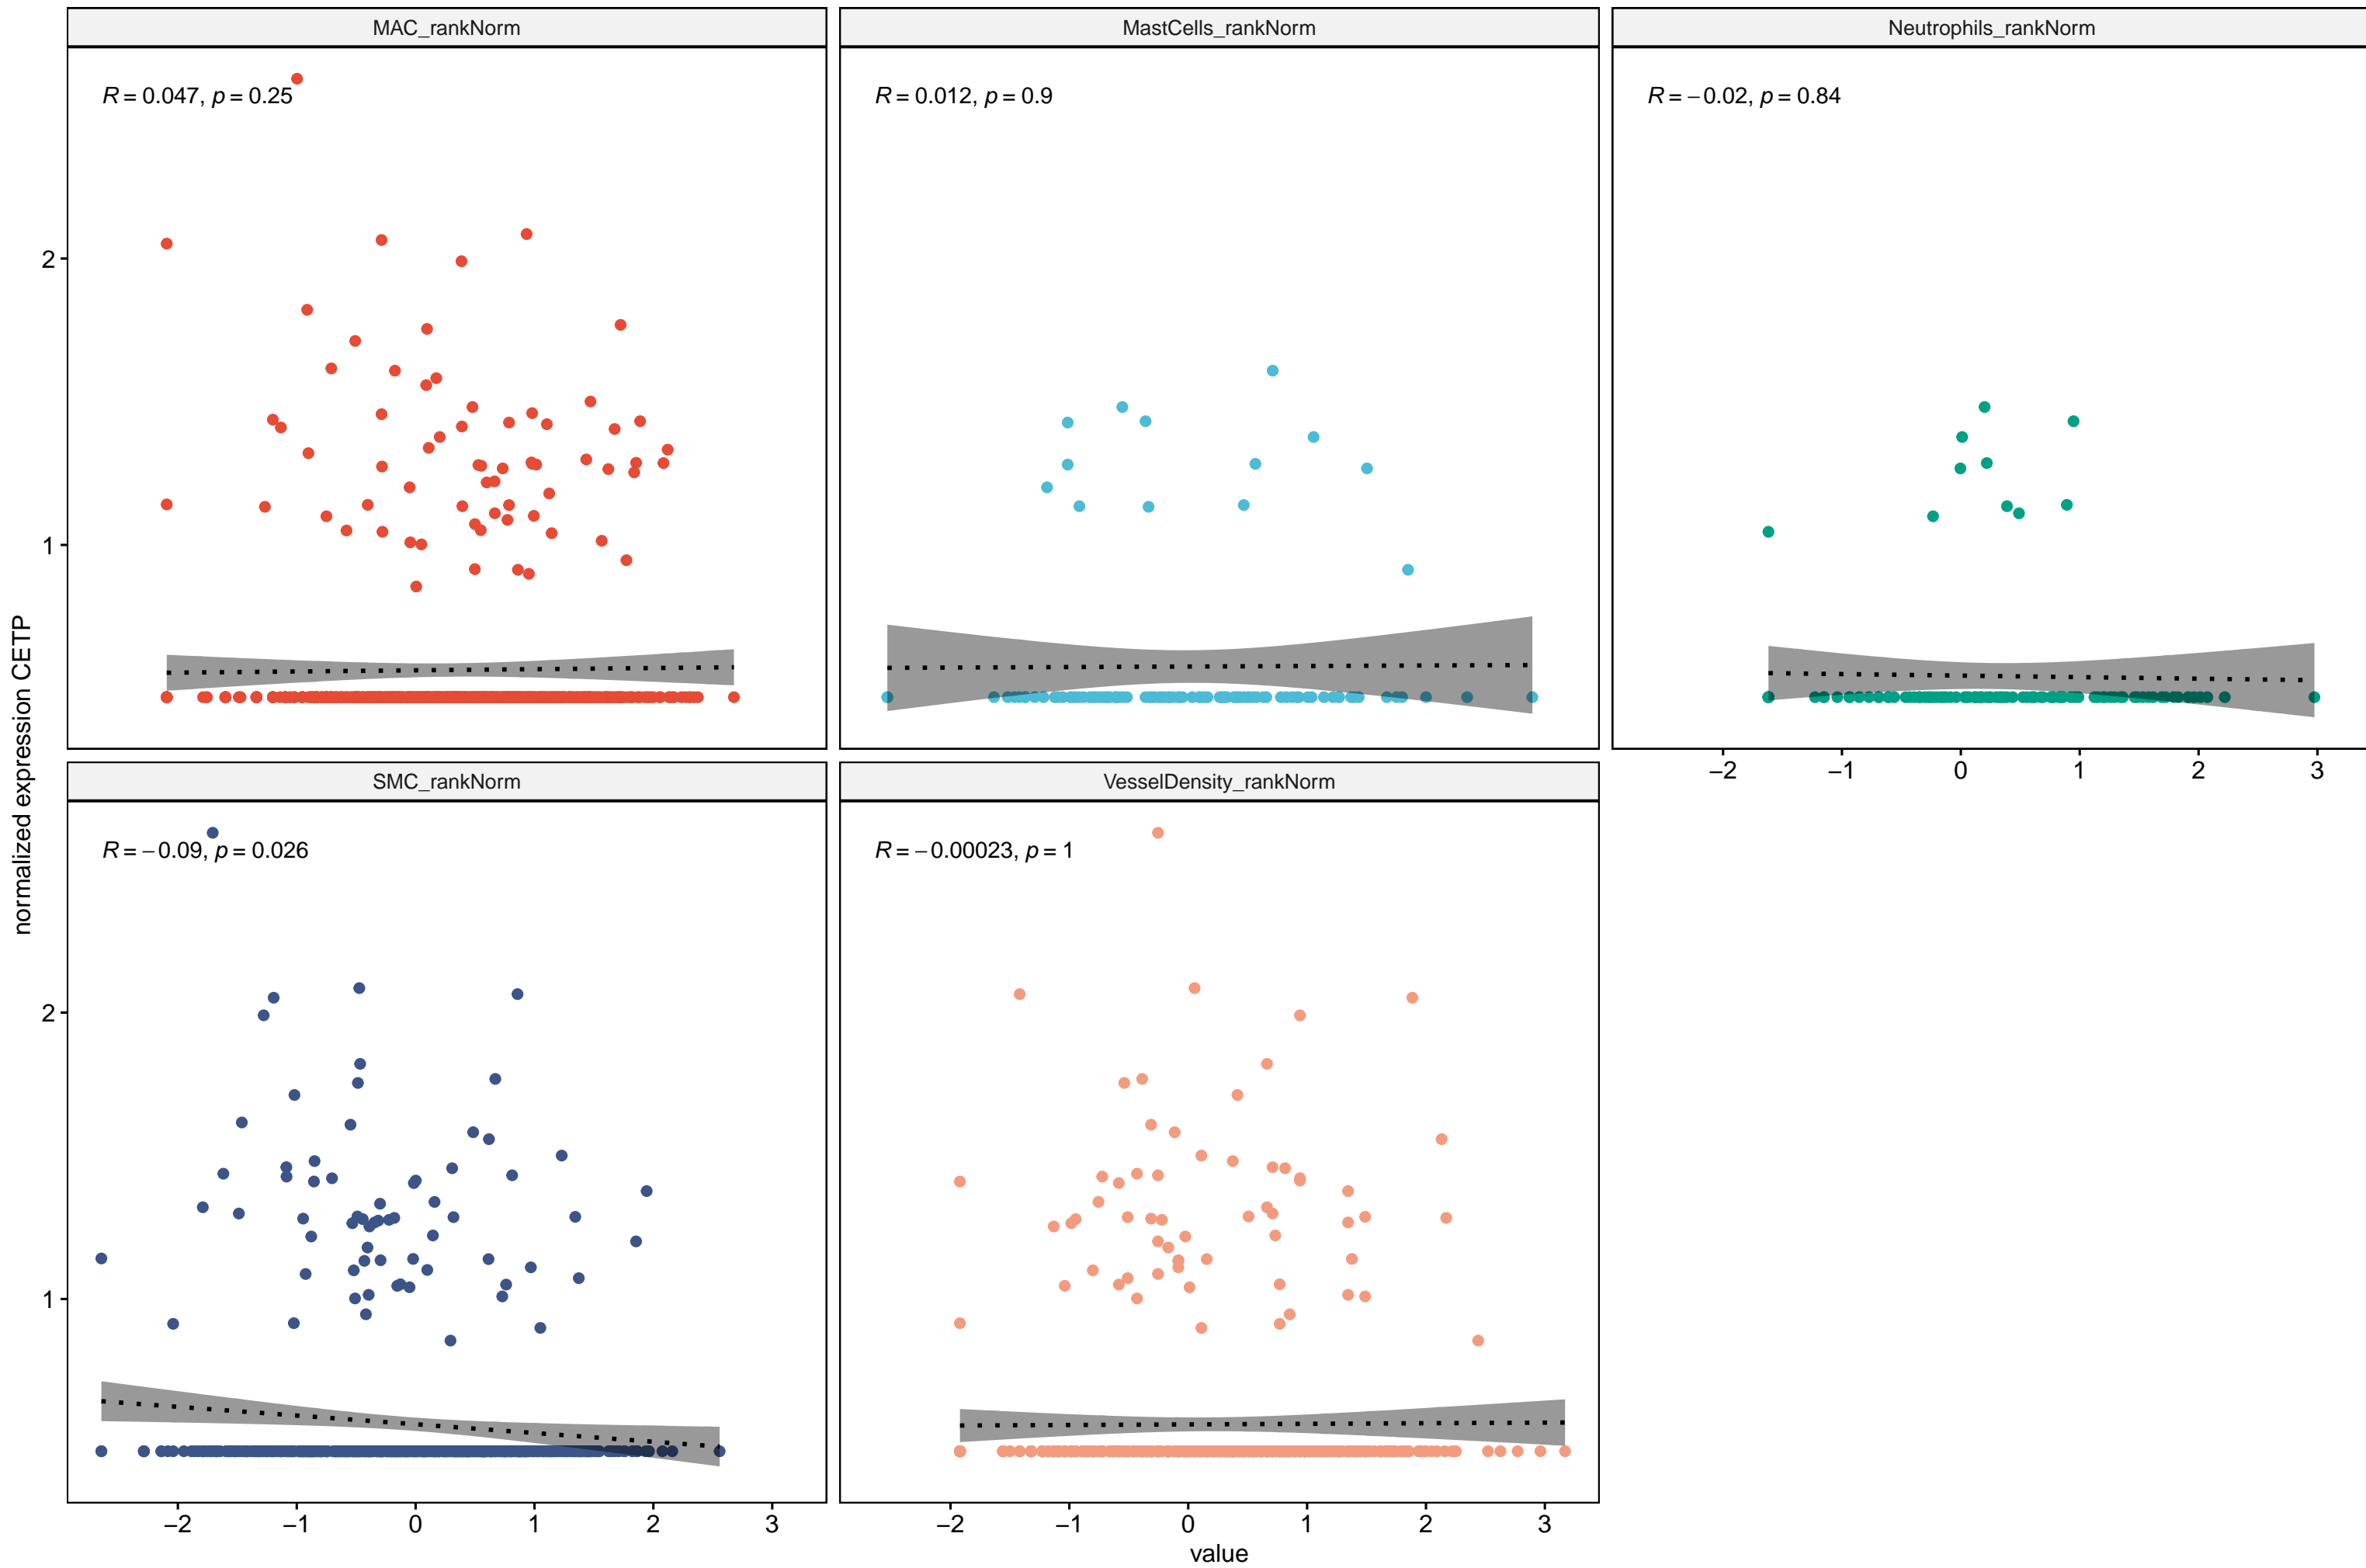 MAC_rankNorm
MastCells_rankNorm
Neutrophils_rankNorm
R = 0.047, p = 0.25
R = 0.012, p = 0.9
R = −0.02, p = 0.84
2
1
−2 −1 0 1 2 3
normalized expression CETP
SMC_rankNorm
VesselDensity_rankNorm
R = −0.09, p = 0.026
R = −0.00023, p = 1
2
1
−2 −1 0 1 2 3
−2 −1 0 1 2 3
value